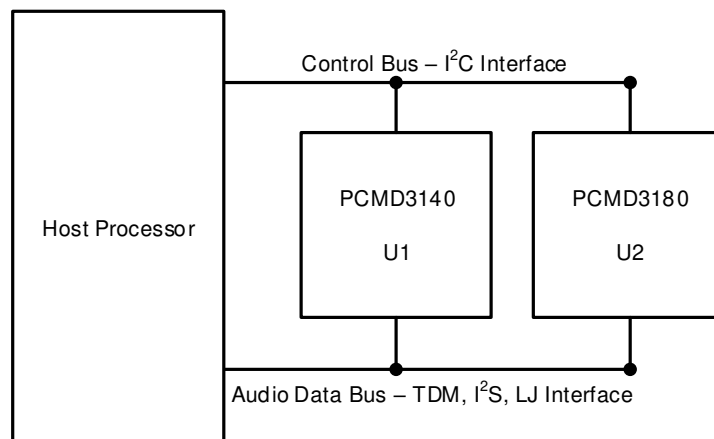 Control Bus – I²C Interface
PCMD3140
PCMD3180
Host Processor
U1
U2
Audio Data Bus – TDM, I²S, LJ Interface